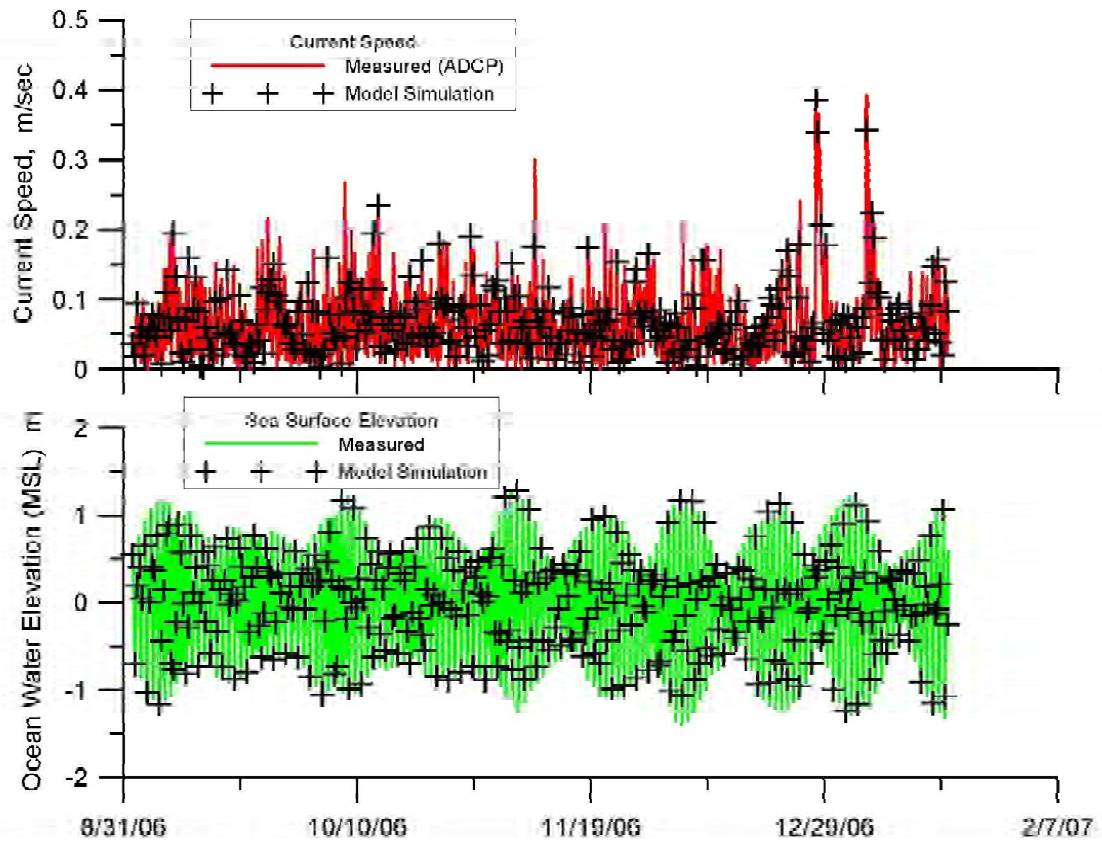 0.5
Current Speed
Measured (ADCP)
Model Simulation
0.4
0.3
0.2
0.1
0
Current Speed, m/sec
Sea Surface Elevation
Measured
Model Simulation
2
1
0
-1
-2
Ocean Water Elevation (MSL) m
8/31/06 10/10/06 11/19/06 12/29/06 2/7/07